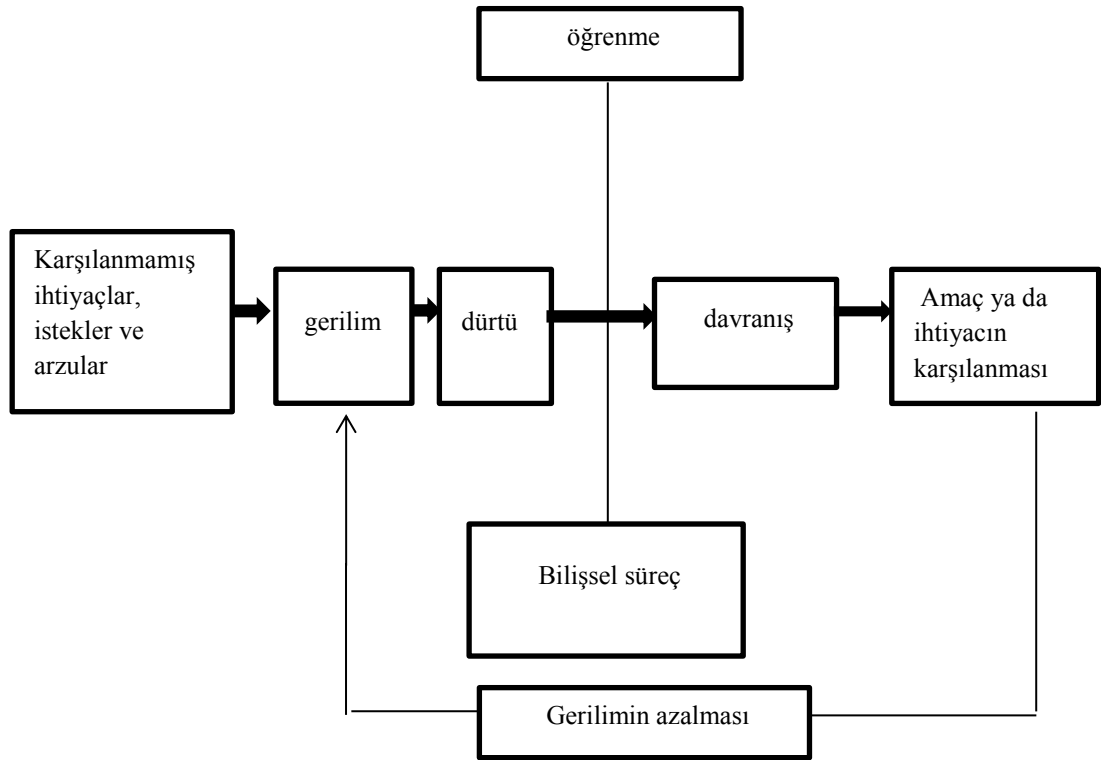 öğrenme
Karşılanmamış
ihtiyaçlar,
istekler ve
arzular
gerilim
dürtü
davranış
Amaç ya da
ihtiyacın
karşılanması
Bilişsel süreç
Gerilimin azalması